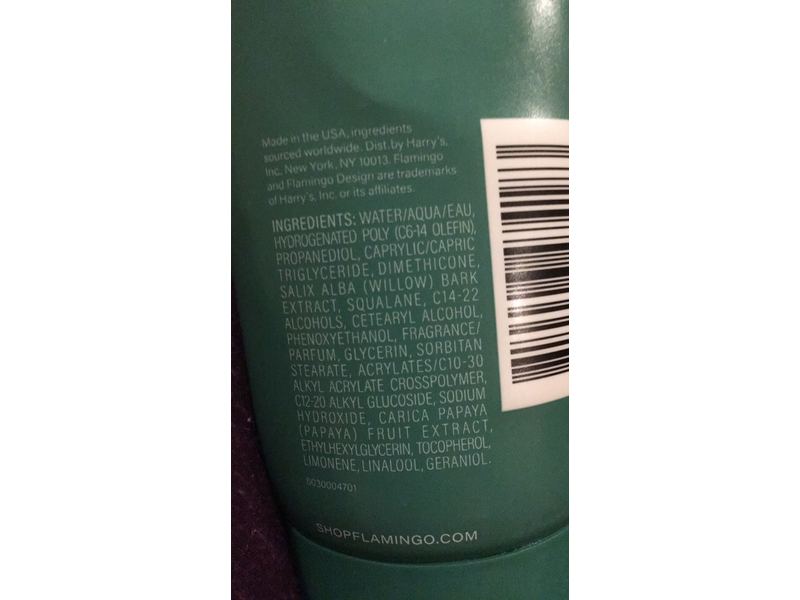 Made in the USA, ingredients
sourced worldwide. Dist.by Harry's,
Inc. New York, NY 10013. Flamingo
and Flamingo Design are trademarks
of Harry's, Inc. or its affiliates.
INGREDIENTS: WATER/AQUA/EAU,
HYDROGENATED POLY (C6-14 OLEFIN),
PROPANEDIOL, CAPRYLIC/CAPRIC
TRIGLYCERIDE, DIMETHICONE,
SALIX ALBA (WILLOW) BARK
EXTRACT, SQUALANE, C14-22
ALCOHOLS, CETEARYL ALCOHOL,
PHENOXYETHANOL, FRAGRANCE/
PARFUM, GLYCERIN, SORBITAN
STEARATE, ACRYLATES/C10-30
ALKYL ACRYLATE CROSSPOLYMER,
C12-20 ALKYL GLUCOSIDE, SODIUM
HYDROXIDE, CARICA PAPAYA
(PAPAYA) FRUIT EXTRACT,
ETHYLHEXYLGLYCERIN, TOCOPHEROL,
LIMONENE, LINALOOL, GERANIOL.
0030004701
SHOPFLAMINGO.COM